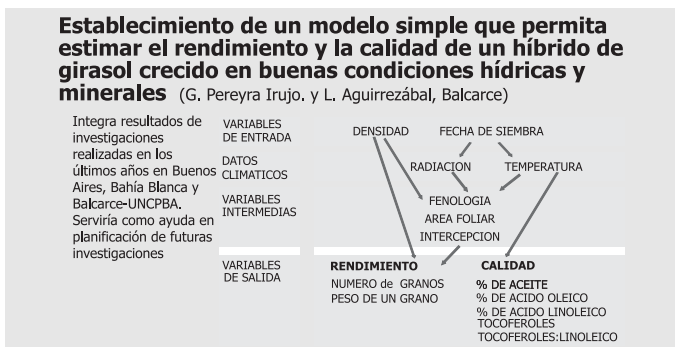 Establecimiento de un modelo simple que permita
estimar el rendimiento y la calidad de un híbrido de
girasol crecido en buenas condiciones hídricas y
minerales (G. Pereyra Irujo. y L. Aguirrezábal, Balcarce)
Integra resultados de
investigaciones
realizadas en los
últimos años en Buenos
Aires, Bahía Blanca y
Balcarce-UNCPBA.
Serviría como ayuda en
planificación de futuras
investigaciones
VARIABLES
DE ENTRADA
DATOS
CLIMATICOS
VARIABLES
INTERMEDIAS
VARIABLES
DE SALIDA
DENSIDAD
FECHA DE SIEMBRA
RADIACION
TEMPERATURA
FENOLOGIA
AREA FOLIAR
INTERCEPCION
RENDIMIENTO
NUMERO de GRANOS
PESO DE UN GRANO
CALIDAD
% DE ACEITE
% DE ACIDO OLEICO
% DE ACIDO LINOLEICO
TOCOFEROLES
TOCOFEROLES:LINOLEICO